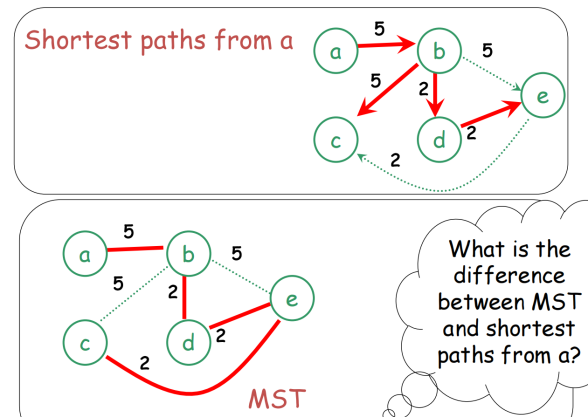 Shortest paths from a
a 5 b 5
5 2 e
c d 2
2
a 5 b 5
5 2 e
c d 2
2
MST
What is the
difference
between MST
and shortest
paths from a?